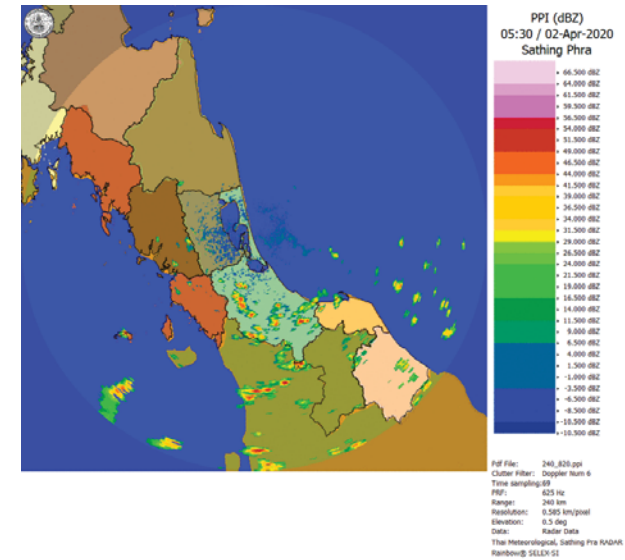 PPI (dBZ)
05:30 / 02-Apr-2020
Sathing Phra
66.500 dBZ
64.000 dBZ
61.500 dBZ
59.500 dBZ
56.500 dBZ
54.000 dBZ
51.500 dBZ
49.000 dBZ
46.500 dBZ
44.000 dBZ
41.500 dBZ
39.000 dBZ
36.500 dBZ
34.000 dBZ
31.500 dBZ
29.000 dBZ
26.500 dBZ
24.000 dBZ
21.500 dBZ
19.000 dBZ
16.500 dBZ
14.000 dBZ
11.500 dBZ
9.000 dBZ
6.500 dBZ
4.000 dBZ
1.500 dBZ
-1.000 dBZ
-3.500 dBZ
-6.500 dBZ
-8.500 dBZ
-10.500 dBZ
<-10.500 dBZ
Pdf File: 240_820.ppi
Clutter Filter: Doppler Num 6
Time sampling:69
PRF: 625 Hz
Range: 240 km
Resolution: 0.585 km/pixel
Elevation: 0.5 deg
Data: Radar Data
Thai Meteorological, Sathing Pra RADAR
Rainbow® SELEX-SI